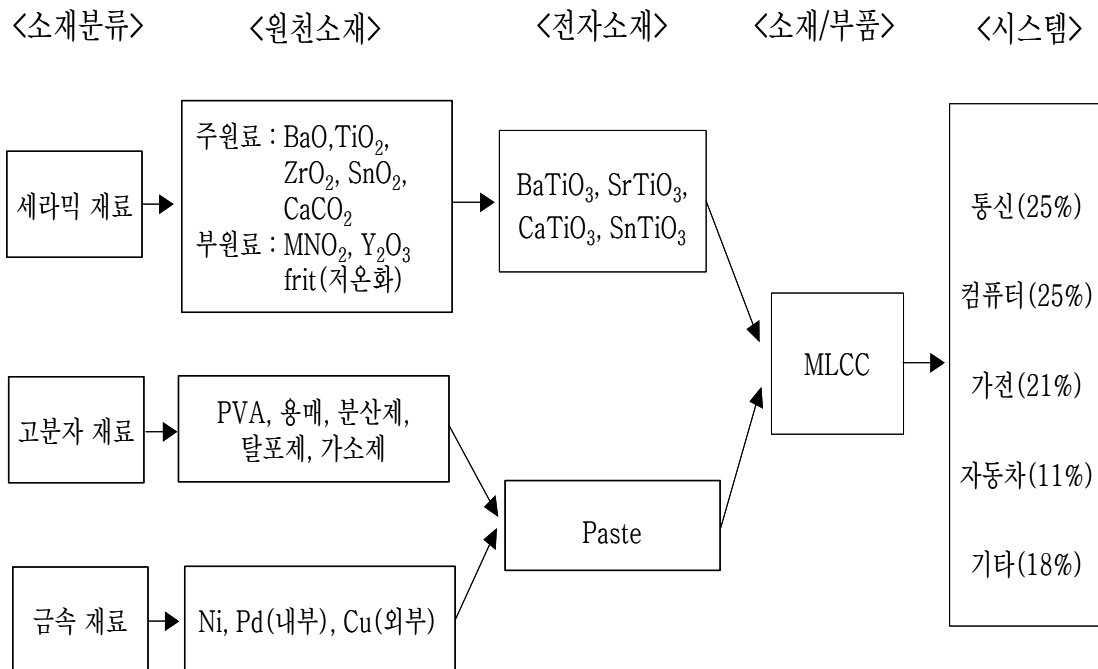 <소재분류> <원천소재> <전자소재> <소재/부품> <시스템>
세라믹 재료
주원료 : BaO,TiO₂,
ZrO₂, SnO₂,
CaCO₂
부원료 : MNO₂, Y₂O₃
frit(저온화)
BaTiO₃, SrTiO₃,
CaTiO₃, SnTiO₃
고분자 재료
PVA, 용매, 분산제,
탈포제, 가소제
금속 재료
Ni, Pd(내부), Cu(외부)
Paste
MLCC
통신(25%)
컴퓨터(25%)
가전(21%)
자동차(11%)
기타(18%)